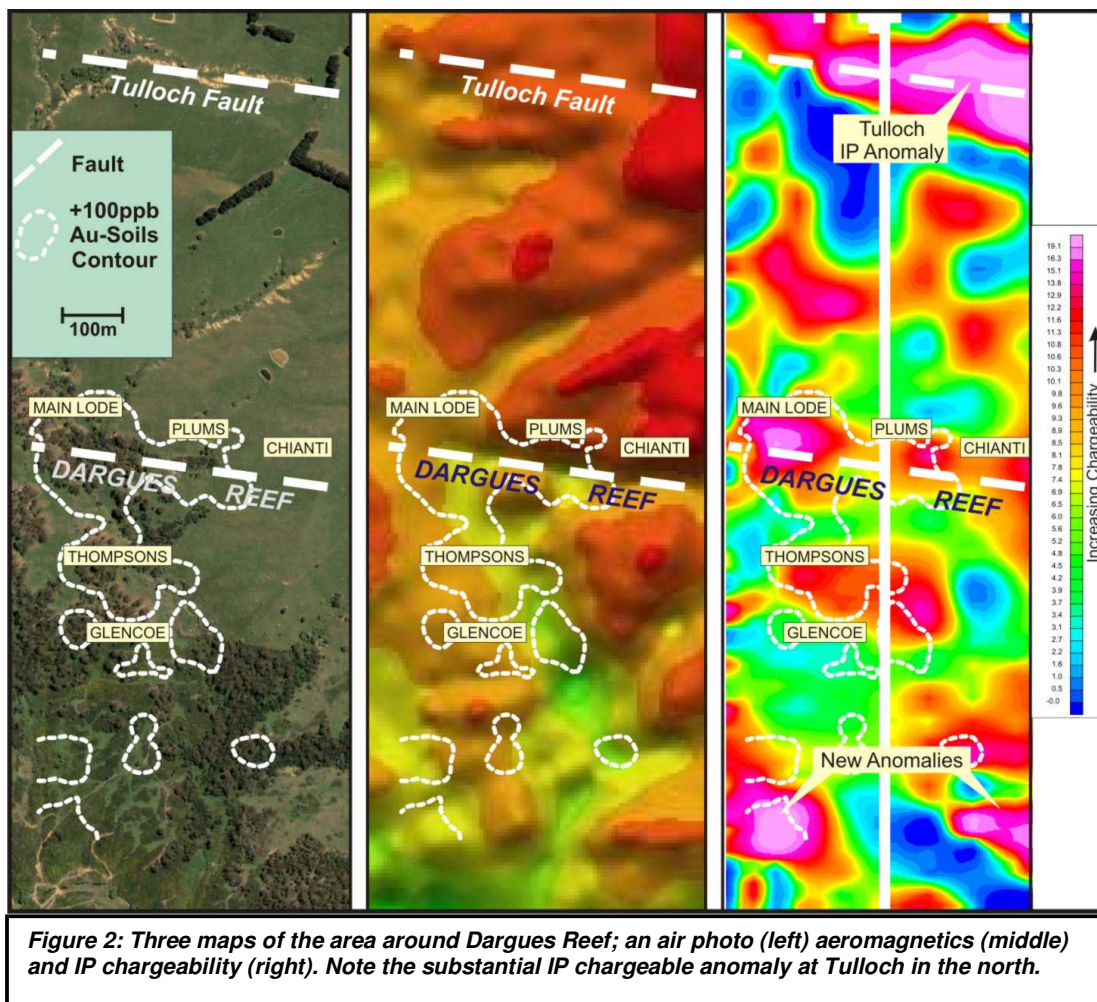 Tulloch Fault
Fault
+100ppb
Au-Soils
Contour
100m
MAIN LODE
PLUMS
CHIANTI
DARGUES
REEF
THOMPSONS
GLENCOE
Tulloch Fault
MAIN LODE
PLUMS
CHIANTI
DARGUES
REEF
THOMPSONS
GLENCOE
Tulloch
IP Anomaly
MAIN LODE
PLUMS
CHIANTI
DARGUES
REEF
THOMPSONS
GLENCOE
New Anomalies
19.1
16.3
15.1
13.8
12.9
12.2
11.6
11.3
10.8
10.6
10.3
10.1
9.8
9.6
9.3
8.9
8.5
8.1
7.8
7.4
6.9
6.5
6.0
5.6
5.2
4.8
4.5
4.2
3.9
3.7
3.4
3.1
2.7
2.2
1.6
1.0
0.5
-0.0
Increasing Chargeability
Figure 2: Three maps of the area around Dargues Reef; an air photo (left) aeromagnetics (middle)
and IP chargeability (right). Note the substantial IP chargeable anomaly at Tulloch in the north.